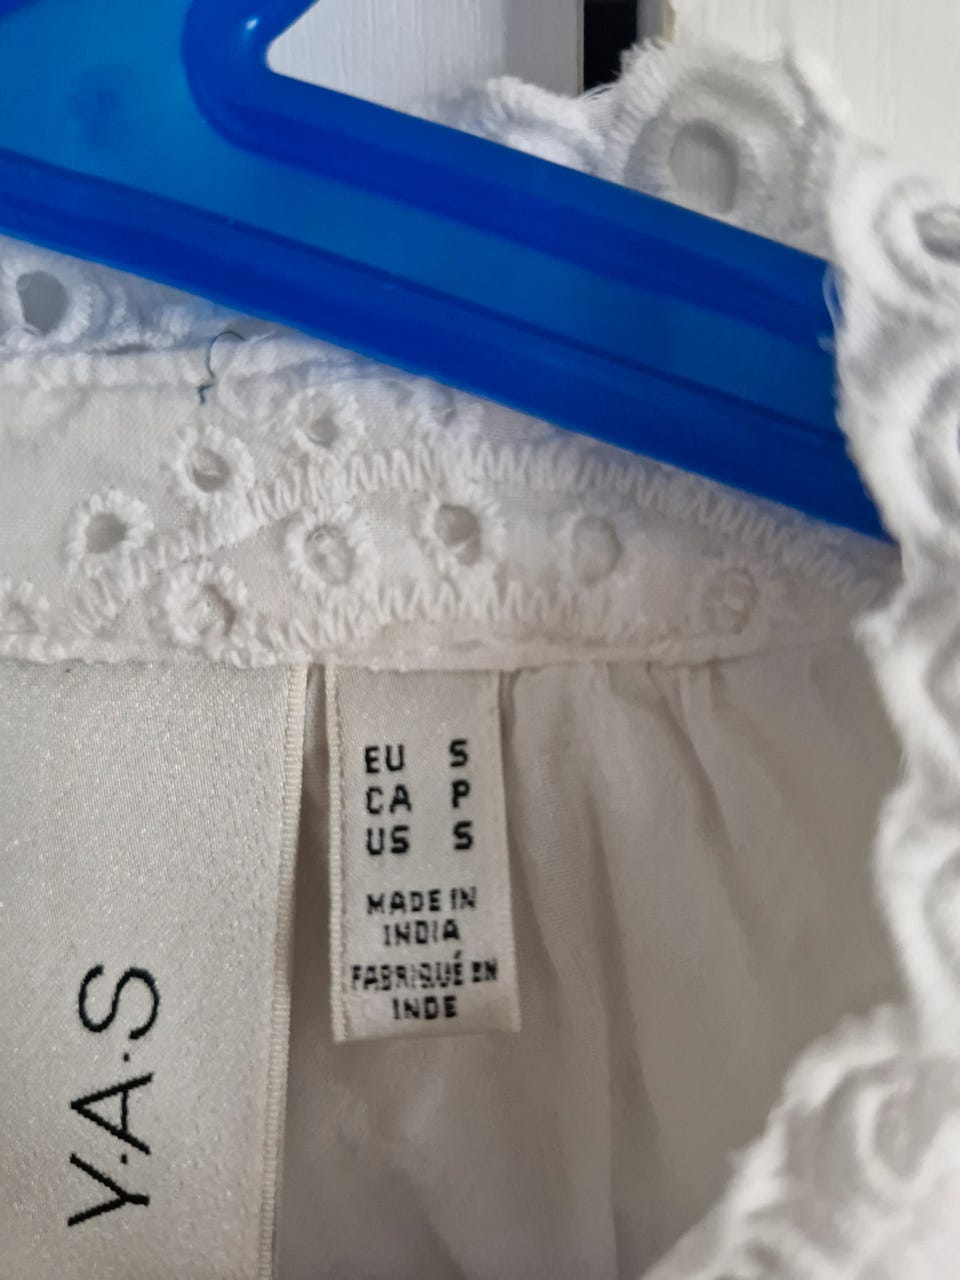 EU S
CA P
US S
MADE IN
INDIA
FABRIQUÉ EN
INDE
Y.A.S